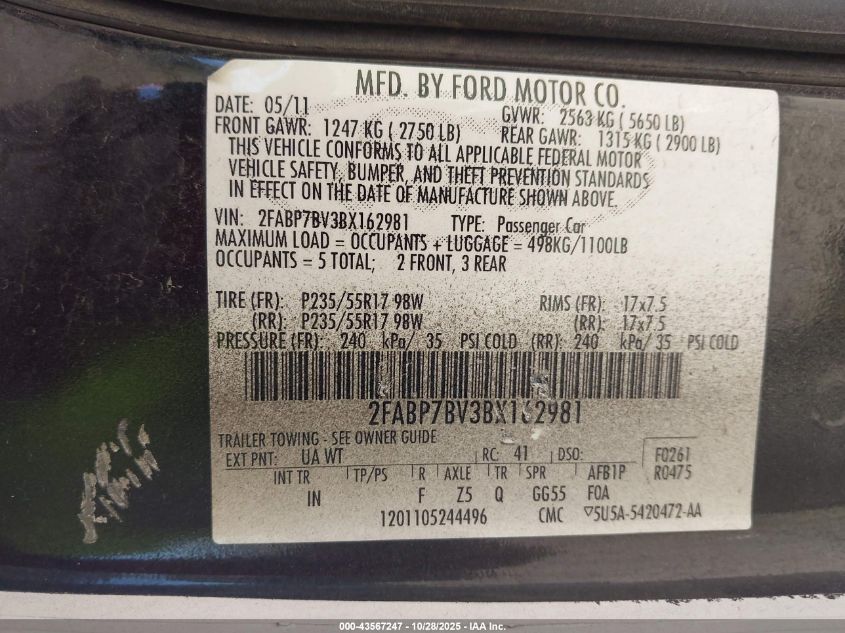 MFD. BY FORD MOTOR CO.
DATE: 05/11 GVWR: 2563 KG ( 5650 LB)
FRONT GAWR: 1247 KG ( 2750 LB) REAR GAWR: 1315 KG ( 2900 LB)
THIS VEHICLE CONFORMS TO ALL APPLICABLE FEDERAL MOTOR
VEHICLE SAFETY, BUMPER, AND THEFT PREVENTION STANDARDS
IN EFFECT ON THE DATE OF MANUFACTURE SHOWN ABOVE.
VIN: 2FABP7BV3BX162981 TYPE: Passenger Car
MAXIMUM LOAD = OCCUPANTS + LUGGAGE = 498KG/1100LB
OCCUPANTS = 5 TOTAL; 2 FRONT, 3 REAR
TIRE (FR): P235/55R17 98W RIMS (FR): 17x7.5
(RR): P235/55R17 98W (RR): 17x7.5
PRESSURE (FR): 240 kPa/ 35 PSI COLD (RR): 240 kPa/ 35 PSI COLD
2FABP7BV3BX162981
TRAILER TOWING - SEE OWNER GUIDE
EXT PNT: UA WT RC: 41 DSO: F0261
INT TR TP/PS R AXLE TR SPR AFB1P R0475
IN F Z5 Q GG55 FOA
1201105244496 CMC ▽5U5A-5420472-AA
000-43567247 - 10/28/2025 - IAA Inc.